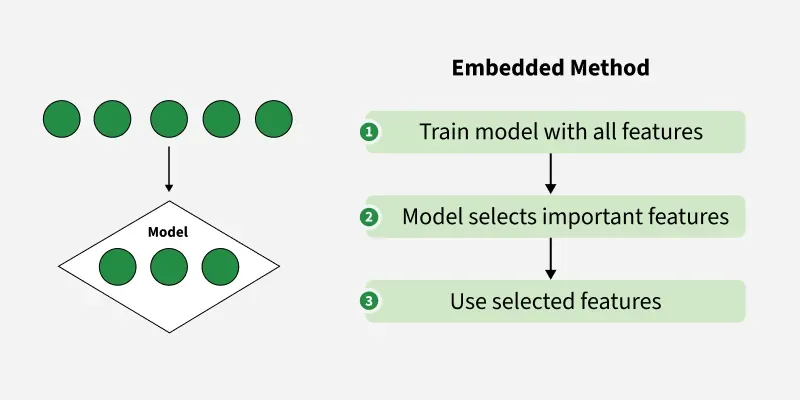 Embedded Method
1 Train model with all features
2 Model selects important features
3 Use selected features
Model